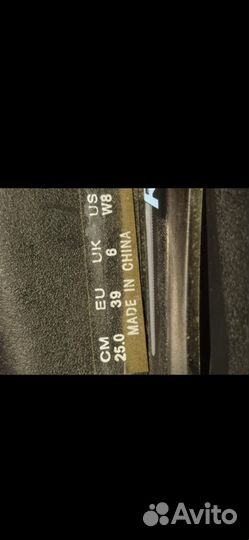 CM EU UK US
25.0 39 6 W8
MADE IN CHINA
Avito